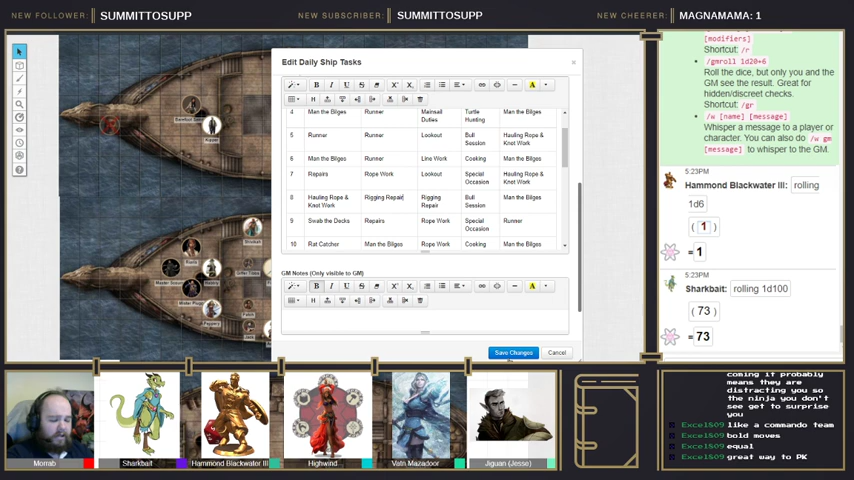 NEW FOLLOWER: SUMMITTOSUPP
NEW SUBSCRIBER: SUMMITTOSUPP
NEW CHEERER: MAGNAMAMA: 1
Edit Daily Ship Tasks
4 Man the Bilges Runner Mainsail Duties Turtle Hunting Man the Bilges
5 Runner Runner Lookout Bull Session Hauling Rope & Knot Work
6 Man the Bilges Runner Line Work Cooking Man the Bilges
7 Repairs Rope Work Lookout Special Occasion Hauling Rope & Knot Work
8 Hauling Rope & Knot Work Rigging Repair Rigging Repair Bull Session Man the Bilges
9 Swab the Decks Repairs Rope Work Special Occasion Runner
10 Rat Catcher Man the Bilges Rope Work Cooking Man the Bilges
GM Notes (Only visible to GM)
Save Changes
Cancel
[modifiers]
Shortcut: /r
/gmroll 1d20+6
Roll the dice, but only you and the
GM see the result. Great for
hidden/discreet checks.
Shortcut: /gr
/w [name] [message]
Whisper a message to a player or
character. You can also do /w gm
[message] to whisper to the GM.
5:23PM
Hammond Blackwater III: rolling
1d6
( 1 )
= 1
5:23PM
Sharkbait: rolling 1d100
( 73 )
= 73
Morrab
Sharkbait
Hammond Blackwater III
Highwind...
Vatn Mazadoor
Jiguan (Jesse)
coming it probably
means they are
distracting you so
the ninja you don't
see get to surprise
you
Excel809 like a commando team
Excel809 bold moves
Excel809 equal
Excel809 great way to PK